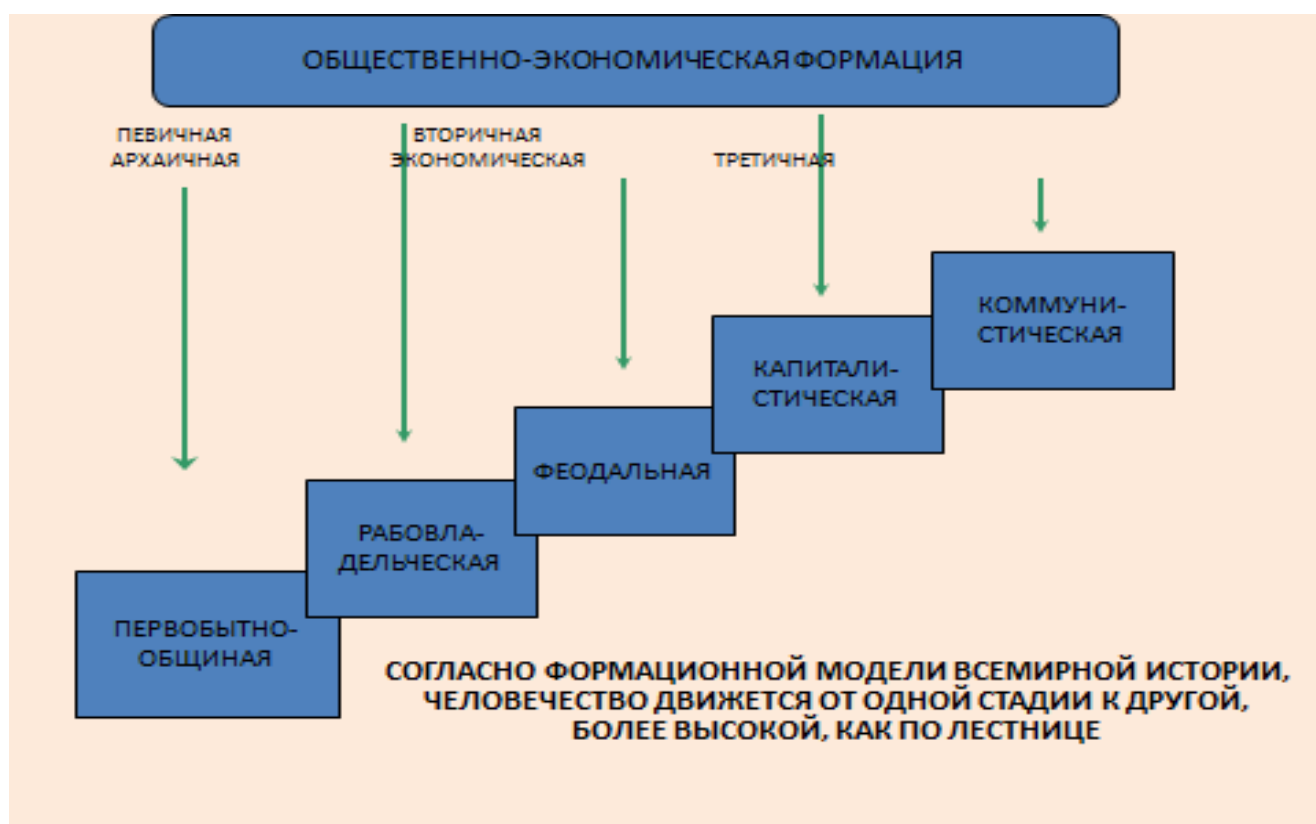 ОБЩЕСТВЕННО-ЭКОНОМИЧЕСКАЯ ФОРМАЦИЯ
ПЕВИЧНАЯ
АРХАИЧНАЯ
ВТОРИЧНАЯ
ЭКОНОМИЧЕСКАЯ
ТРЕТИЧНАЯ
КОММУНИ-
СТИЧЕСКАЯ
КАПИТАЛИ-
СТИЧЕСКАЯ
ФЕОДАЛЬНАЯ
РАБОВЛА-
ДЕЛЬЧЕСКАЯ
ПЕРВОБЫТНО-
ОБЩИНАЯ
СОГЛАСНО ФОРМАЦИОННОЙ МОДЕЛИ ВСЕМИРНОЙ ИСТОРИИ,
ЧЕЛОВЕЧЕСТВО ДВИЖЕТСЯ ОТ ОДНОЙ СТАДИИ К ДРУГОЙ,
БОЛЕЕ ВЫСОКОЙ, КАК ПО ЛЕСТНИЦЕ